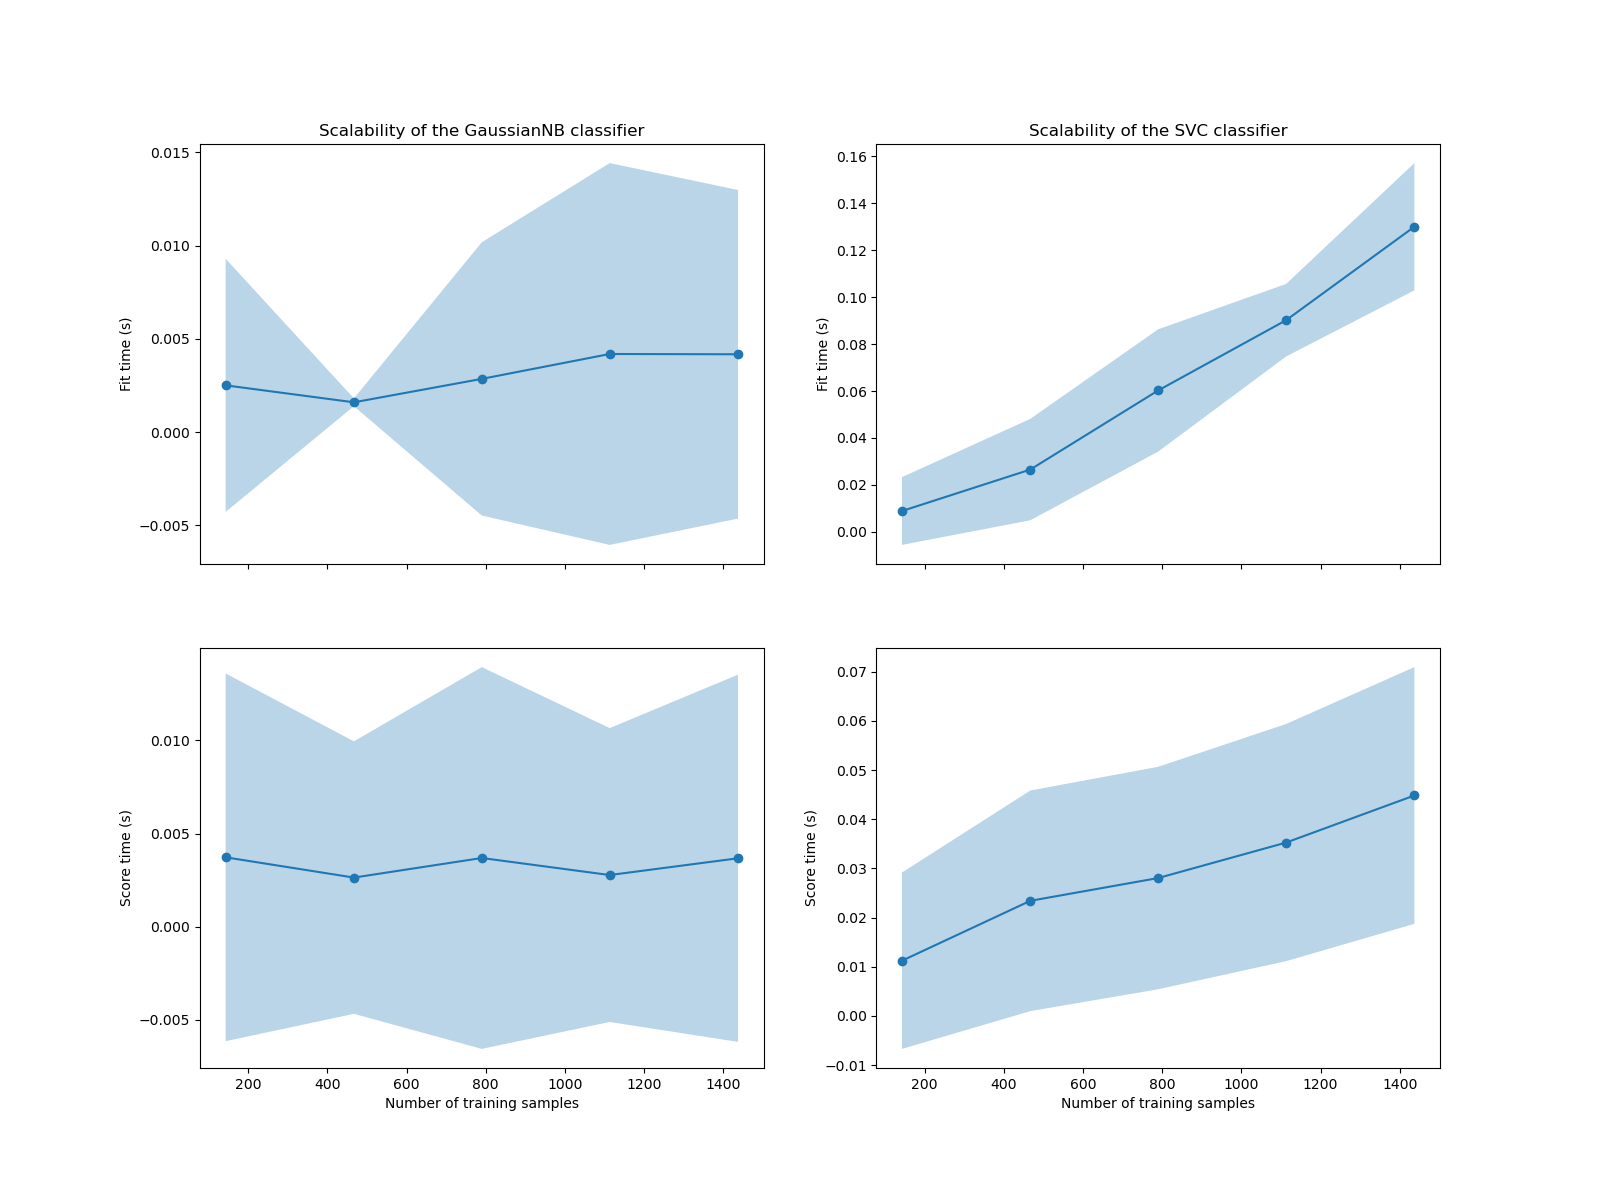 Scalability of the GaussianNB classifier
0.015
0.010
0.005
0.000
−0.005
Fit time (s)
Scalability of the SVC classifier
0.16
0.14
0.12
0.10
0.08
0.06
0.04
0.02
0.00
Fit time (s)
0.010
0.005
0.000
−0.005
Score time (s)
200 400 600 800 1000 1200 1400
Number of training samples
0.07
0.06
0.05
0.04
0.03
0.02
0.01
0.00
−0.01
Score time (s)
200 400 600 800 1000 1200 1400
Number of training samples